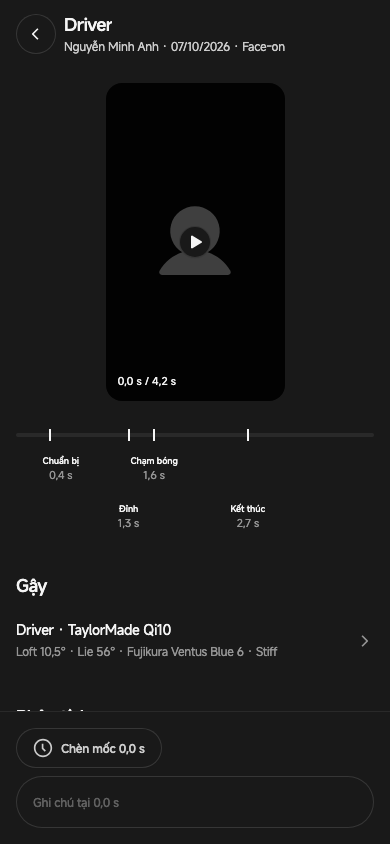 Driver
Nguyễn Minh Anh · 07/10/2026 · Face-on
0,0 s / 4,2 s
Chuẩn bị
0,4 s
Chạm bóng
1,6 s
Đỉnh
1,3 s
Kết thúc
2,7 s
Gậy
Driver · TaylorMade Qi10
Loft 10,5° · Lie 56° · Fujikura Ventus Blue 6 · Stiff
Chèn mốc 0,0 s
Ghi chú tại 0,0 s